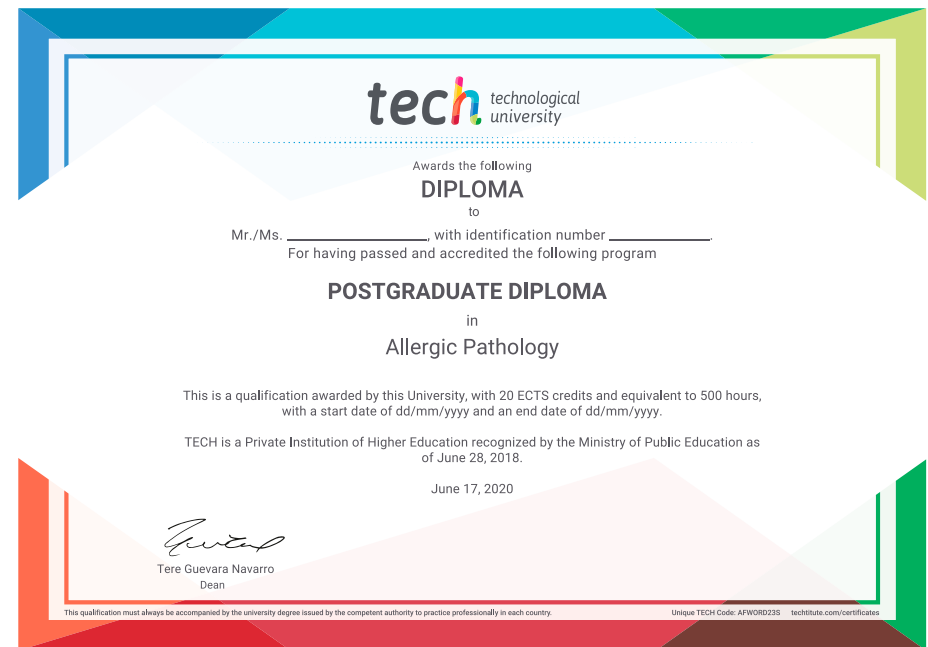 tech technological
university
Awards the following
DIPLOMA
to
Mr./Ms. ____________________, with identification number ______________.
For having passed and accredited the following program
POSTGRADUATE DIPLOMA
in
Allergic Pathology
This is a qualification awarded by this University, with 20 ECTS credits and equivalent to 500 hours,
with a start date of dd/mm/yyyy and an end date of dd/mm/yyyy.
TECH is a Private Institution of Higher Education recognized by the Ministry of Public Education as
of June 28, 2018.
June 17, 2020
Tere Guevara Navarro
Dean
This qualification must always be accompanied by the university degree issued by the competent authority to practice professionally in each country.
Unique TECH Code: AFWORD23S techtitute.com/certificates